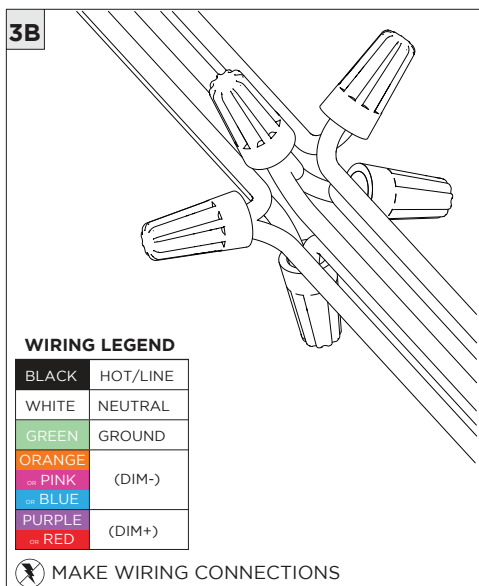 3B
WIRING LEGEND
BLACK HOT/LINE
WHITE NEUTRAL
GREEN GROUND
ORANGE
OR PINK
OR BLUE
(DIM-)
PURPLE
OR RED
(DIM+)
MAKE WIRING CONNECTIONS